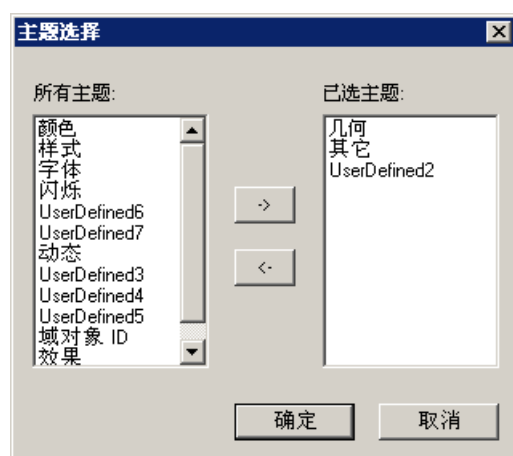 主题选择
所有主题:
已选主题:
颜色
样式
字体
闪烁
UserDefined6
UserDefined7
动态
UserDefined3
UserDefined4
UserDefined5
域对象 ID
效果
->
<-
几何
其它
UserDefined2
确定
取消